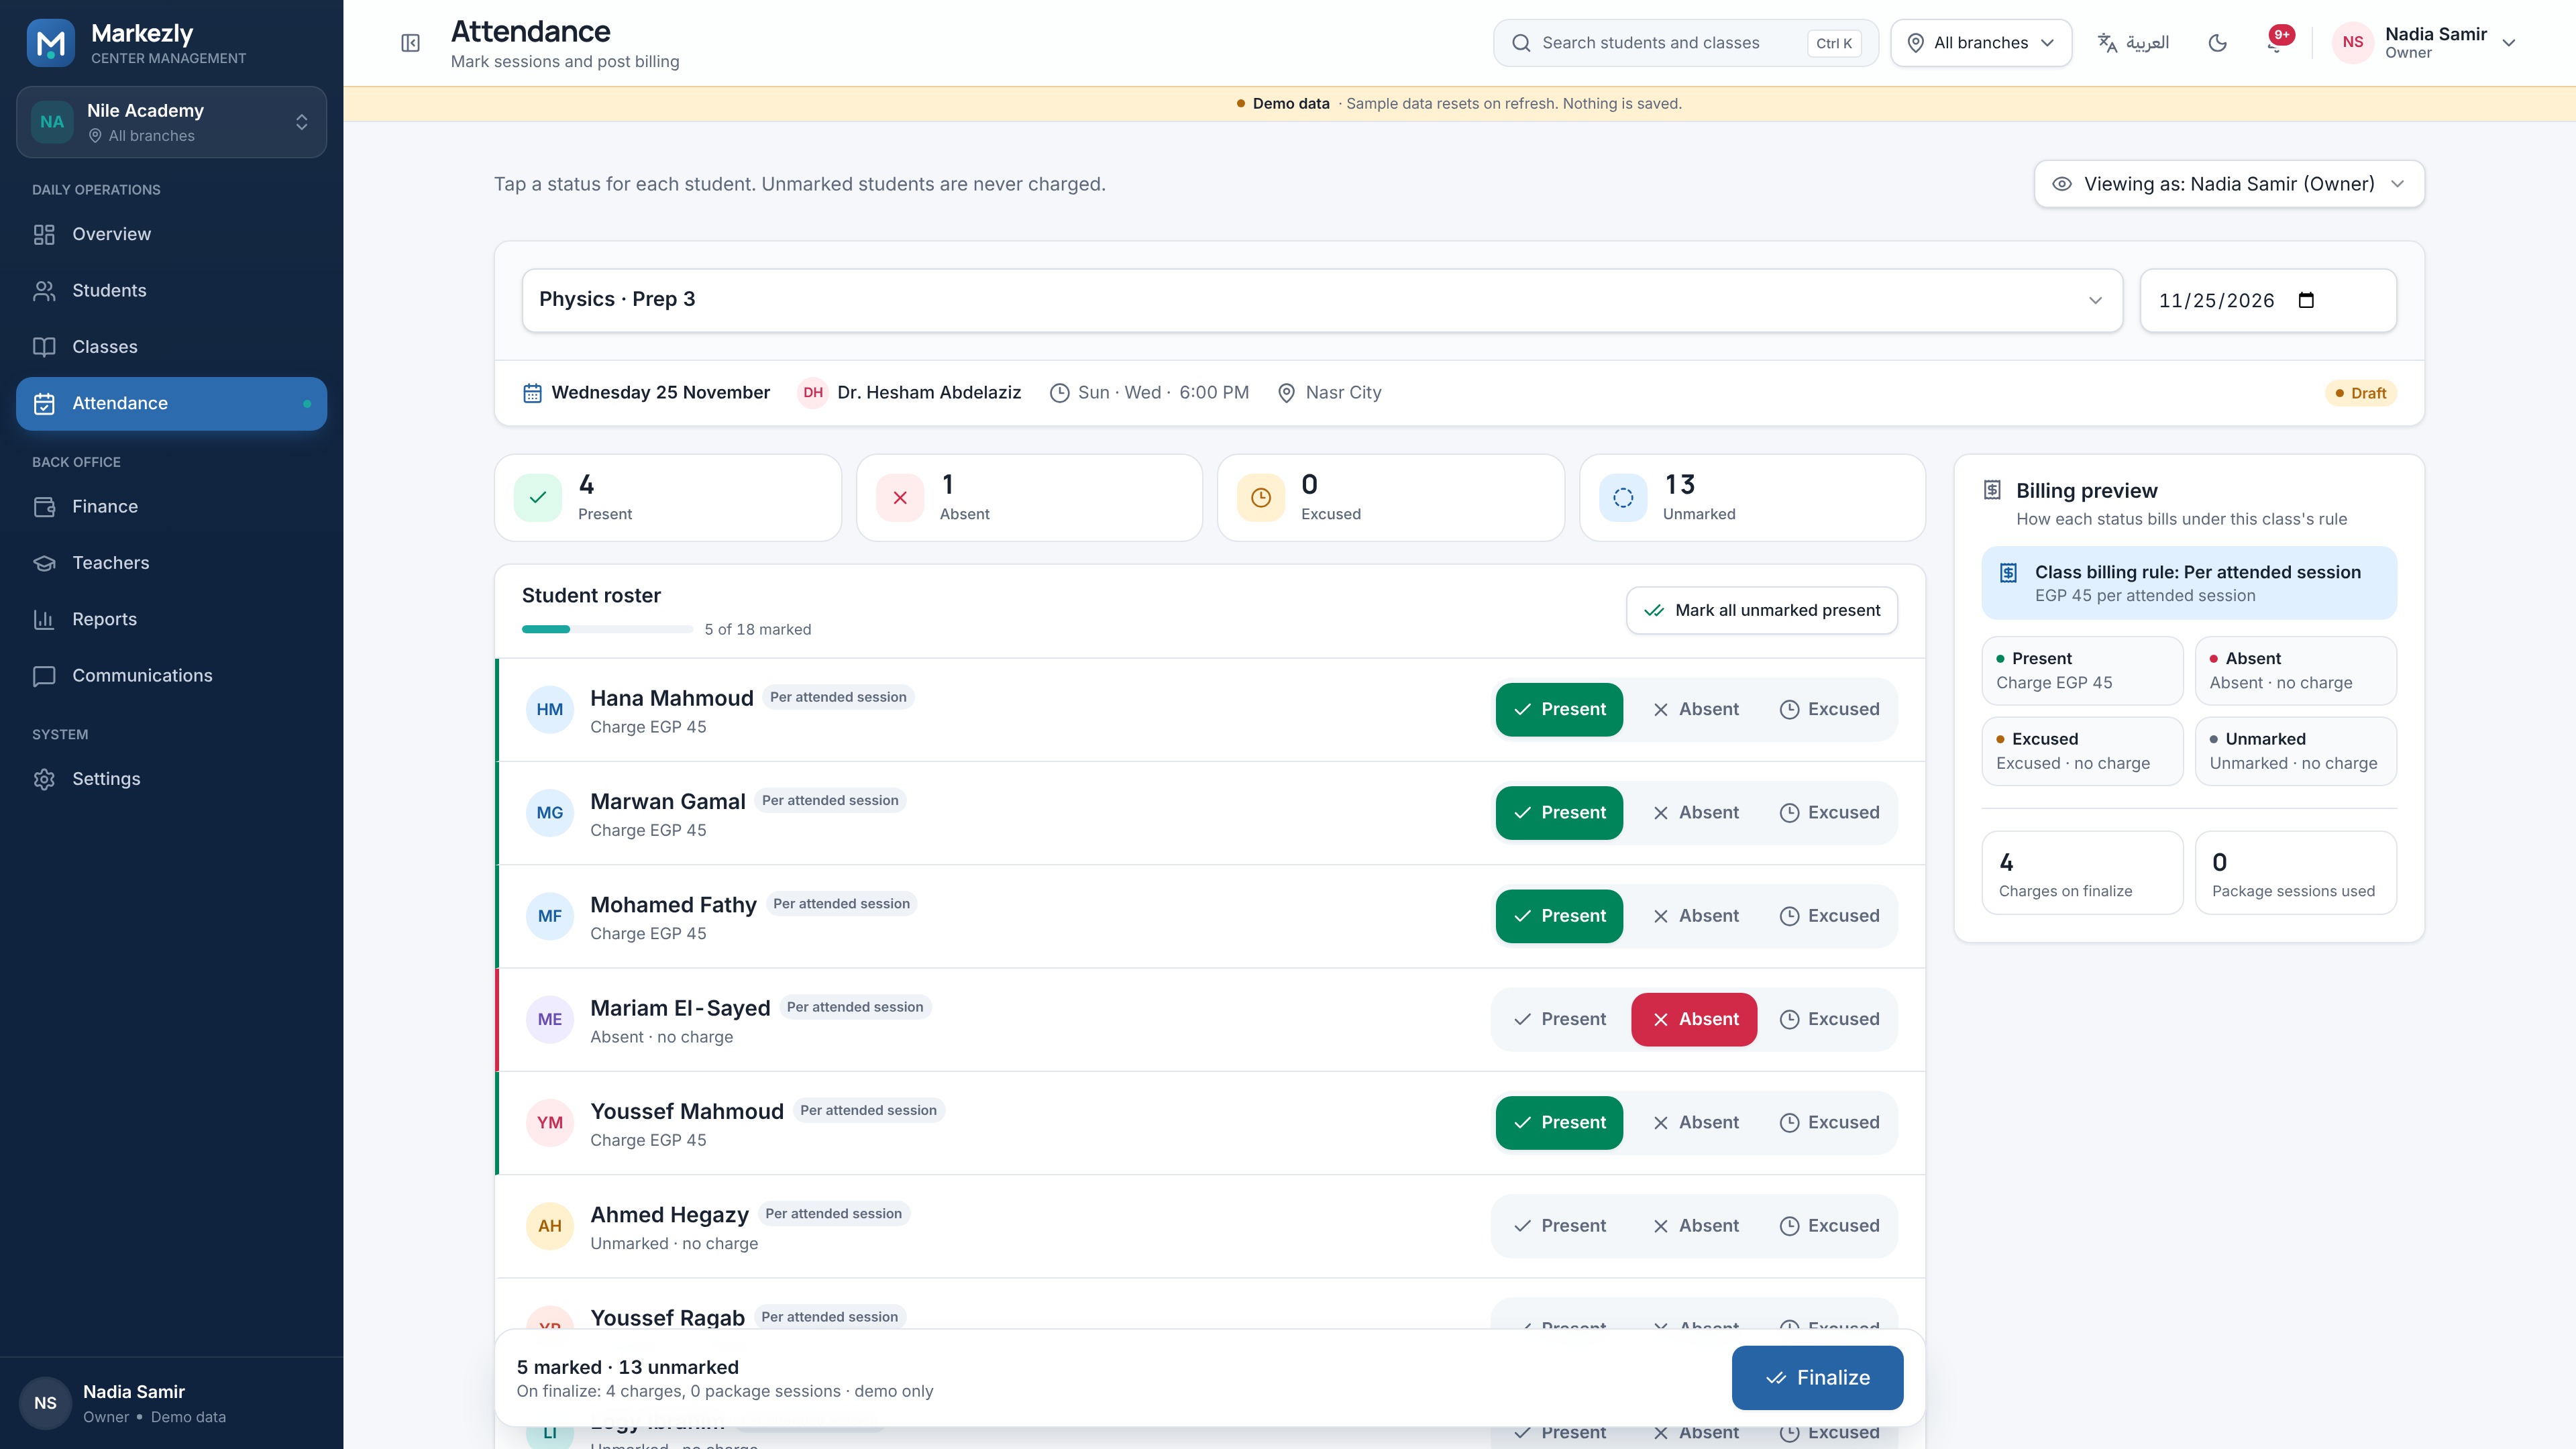 Markezly
CENTER MANAGEMENT
NA
Nile Academy
All branches
DAILY OPERATIONS
Overview
Students
Classes
Attendance
BACK OFFICE
Finance
Teachers
Reports
Communications
SYSTEM
Settings
NS
Nadia Samir
Owner • Demo data
Attendance
Mark sessions and post billing
Search students and classes
Ctrl K
All branches
العربية
9+
NS
Nadia Samir
Owner
Demo data · Sample data resets on refresh. Nothing is saved.
Tap a status for each student. Unmarked students are never charged.
Viewing as: Nadia Samir (Owner)
Physics · Prep 3
11/25/2026
Wednesday 25 November
DH Dr. Hesham Abdelaziz
Sun · Wed · 6:00 PM
Nasr City
Draft
4
Present
1
Absent
0
Excused
13
Unmarked
Student roster
5 of 18 marked
Mark all unmarked present
HM Hana Mahmoud Per attended session
Charge EGP 45
Present Absent Excused
MG Marwan Gamal Per attended session
Charge EGP 45
Present Absent Excused
MF Mohamed Fathy Per attended session
Charge EGP 45
Present Absent Excused
ME Mariam El-Sayed Per attended session
Absent · no charge
Present Absent Excused
YM Youssef Mahmoud Per attended session
Charge EGP 45
Present Absent Excused
AH Ahmed Hegazy Per attended session
Unmarked · no charge
Present Absent Excused
Youssef Ragab Per attended session
Present Absent Excused
5 marked · 13 unmarked
On finalize: 4 charges, 0 package sessions · demo only
Finalize
LI
Present Absent Excused
Billing preview
How each status bills under this class's rule
Class billing rule: Per attended session
EGP 45 per attended session
Present
Charge EGP 45
Absent
Absent · no charge
Excused
Excused · no charge
Unmarked
Unmarked · no charge
4
Charges on finalize
0
Package sessions used